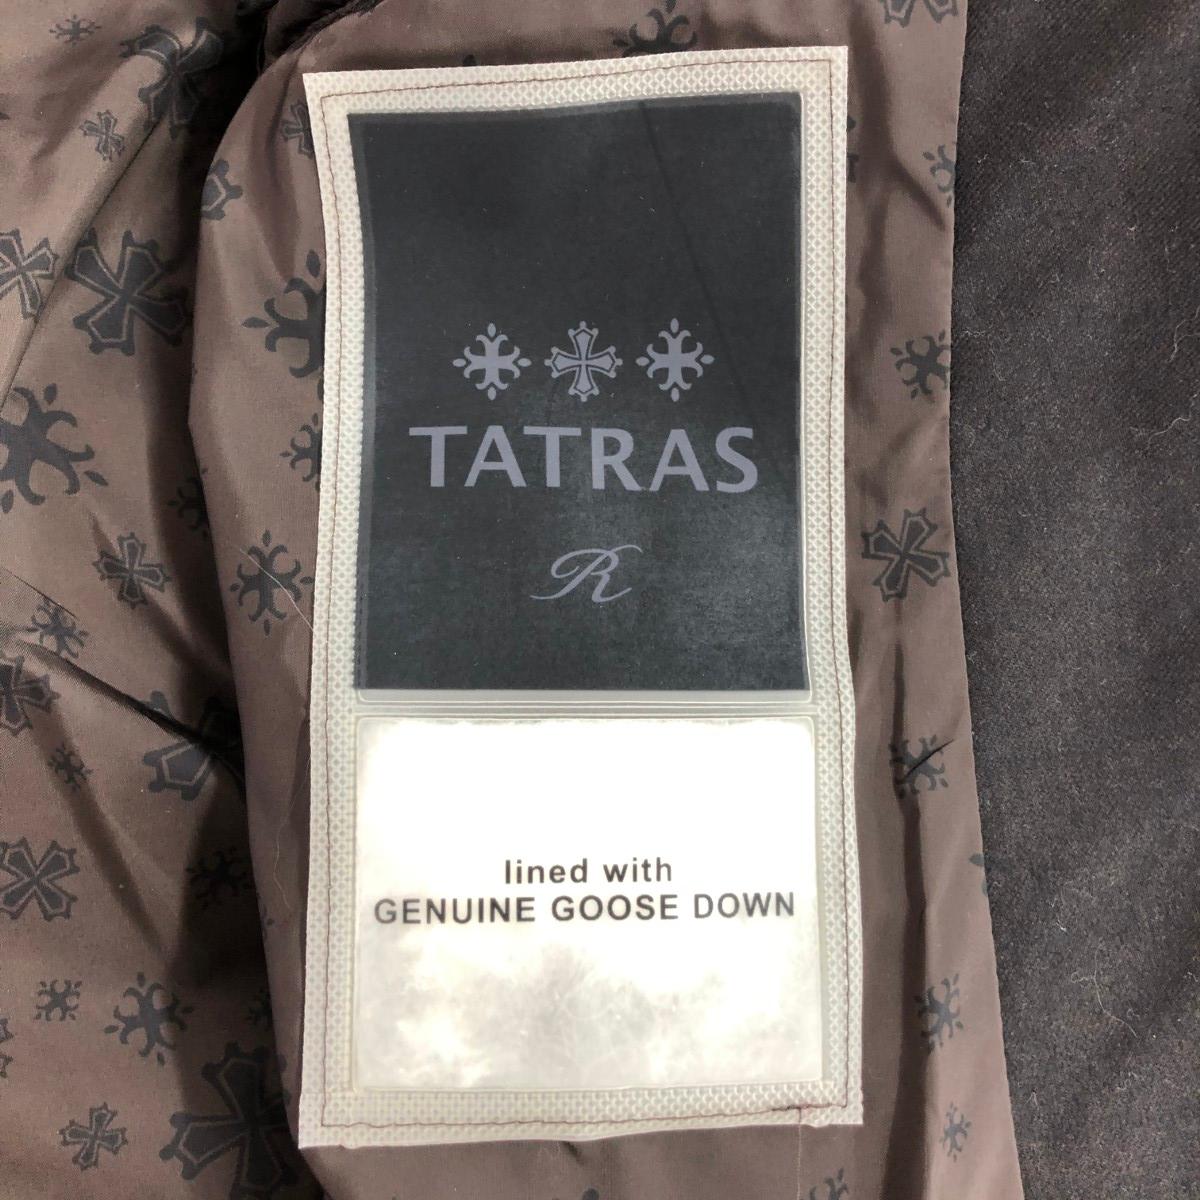 TATRAS
R
lined with
GENUINE GOOSE DOWN